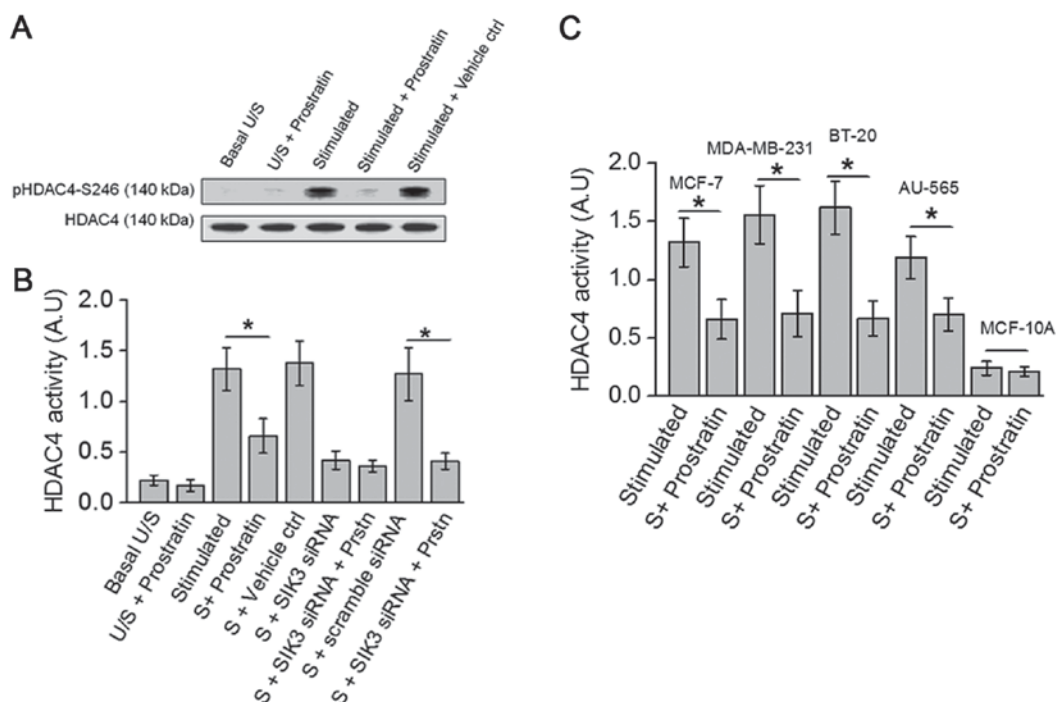 A
Basal U/S
U/S + Prostratin
Stimulated
Stimulated + Prostratin
Stimulated + Vehicle ctrl
pHDAC4-S246 (140 kDa)
HDAC4 (140 kDa)
B
HDAC4 activity (A.U)
2.0
1.5
1.0
0.5
0.0
*
*
Basal U/S
U/S + Prostratin
Stimulated
S+ Prostratin
S + Vehicle ctrl
S + SIK3 siRNA
S + SIK3 siRNA + Prstn
S + scramble siRNA
S + SIK3 siRNA + Prstn
C
HDAC4 activity (A.U)
2.0
1.5
1.0
0.5
0.0
MCF-7
*
MDA-MB-231
*
BT-20
*
AU-565
*
MCF-10A
Stimulated
S+ Prostratin
Stimulated
S+ Prostratin
Stimulated
S+ Prostratin
Stimulated
S+ Prostratin
Stimulated
S+ Prostratin